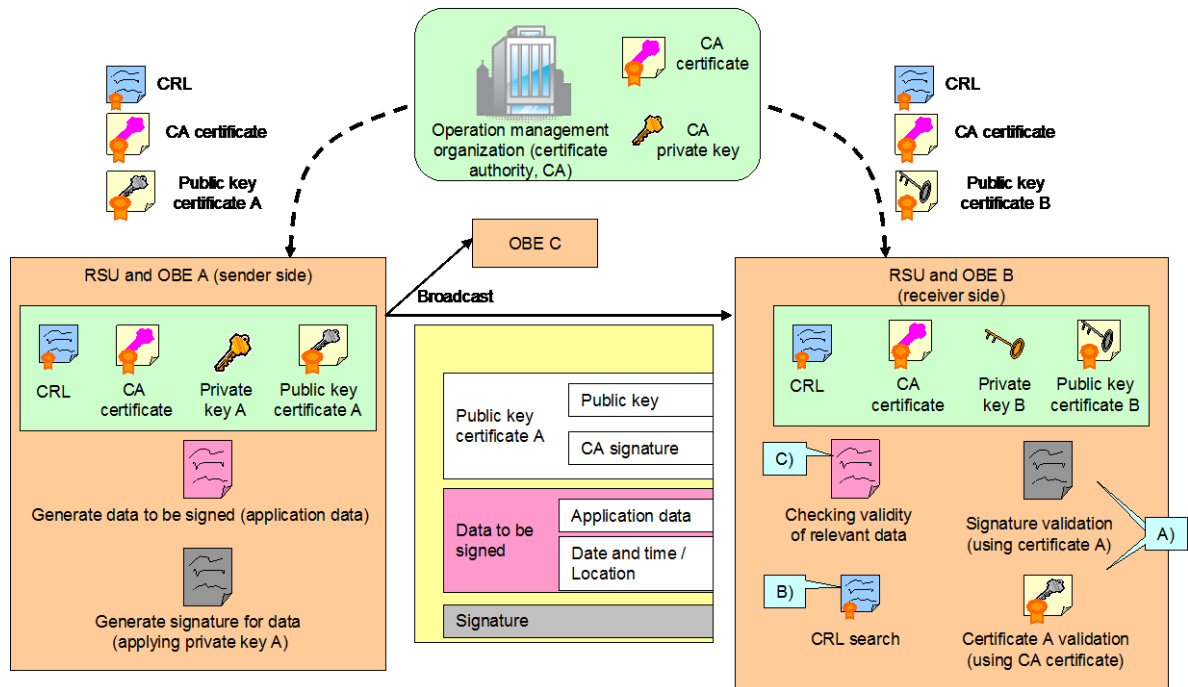 CA
certificate
Operation management
organization (certificate
authority, CA)
CA
private key
CRL
CA certificate
Public key
certificate A
CRL
CA certificate
Public key
certificate B
OBE C
Broadcast
RSU and OBE A (sender side)
CRL
CA
certificate
Private
key A
Public key
certificate A
Generate data to be signed (application data)
Generate signature for data
(applying private key A)
Public key
certificate A
Public key
CA signature
Data to be
signed
Application data
Date and time /
Location
Signature
RSU and OBE B
(receiver side)
CRL
CA
certificate
Private
key B
Public key
certificate B
C)
Checking validity
of relevant data
Signature validation
(using certificate A)
A)
B)
CRL search
Certificate A validation
(using CA certificate)